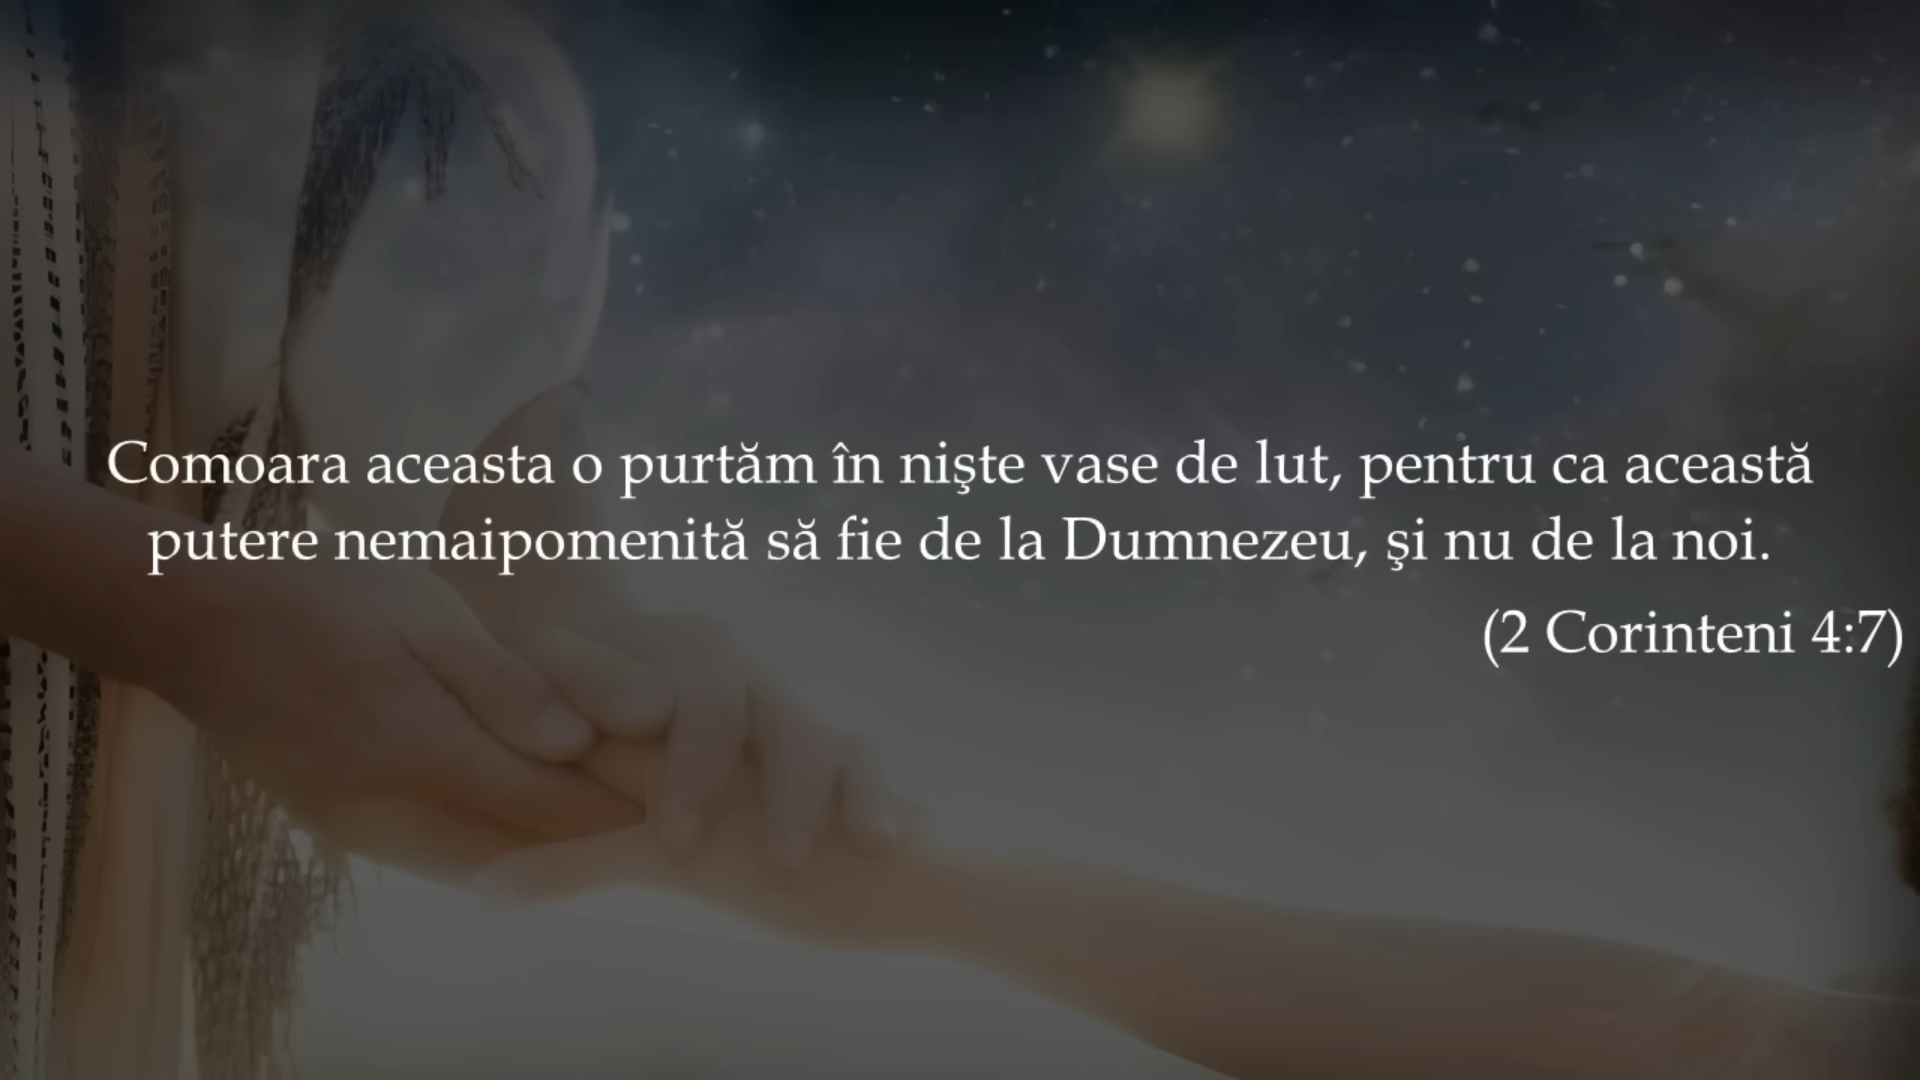 Comoara aceasta o purtăm în nişte vase de lut, pentru ca această
putere nemaipomenită să fie de la Dumnezeu, şi nu de la noi.
(2 Corinteni 4:7)